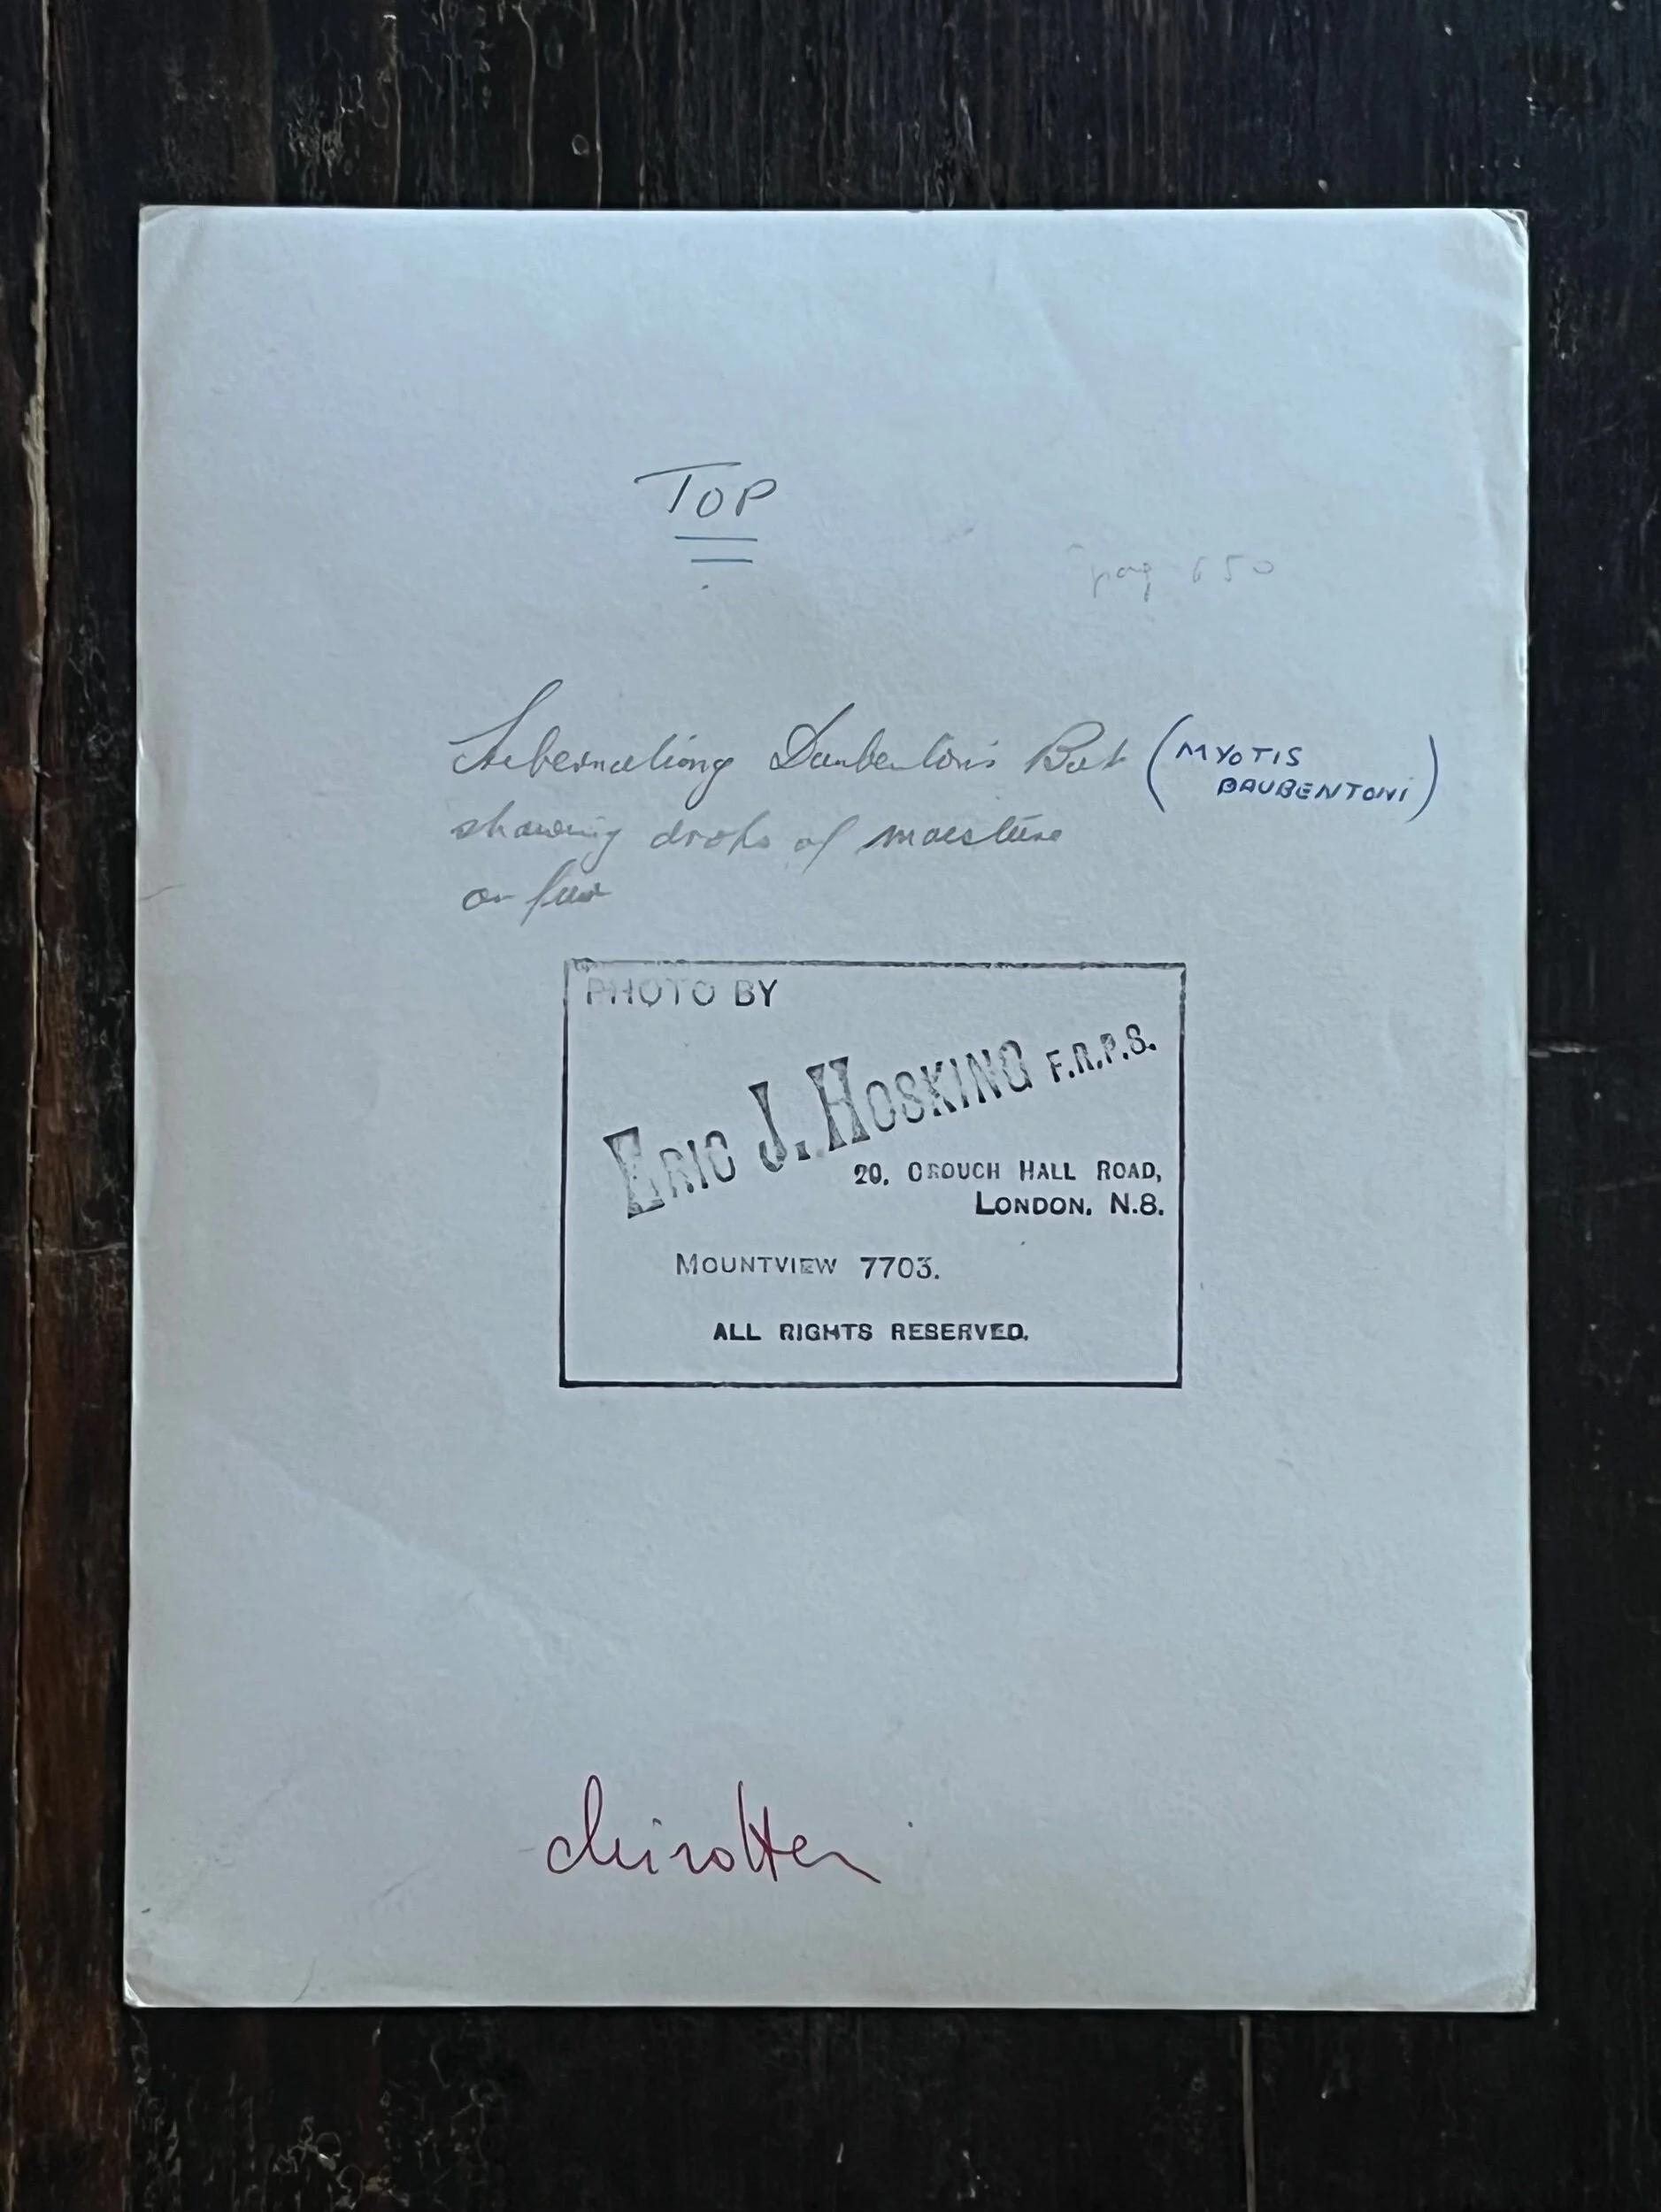 TOP
pag 650
Hibernating Daubenton's Bat (MYOTIS
DAUBENTONI)
showing drops of moisture
on fur
PHOTO BY
ERIC J. HOSKING F.R.P.S.
20, CROUCH HALL ROAD,
LONDON, N.8.
MOUNTVIEW 7703.
ALL RIGHTS RESERVED.
chirotteri